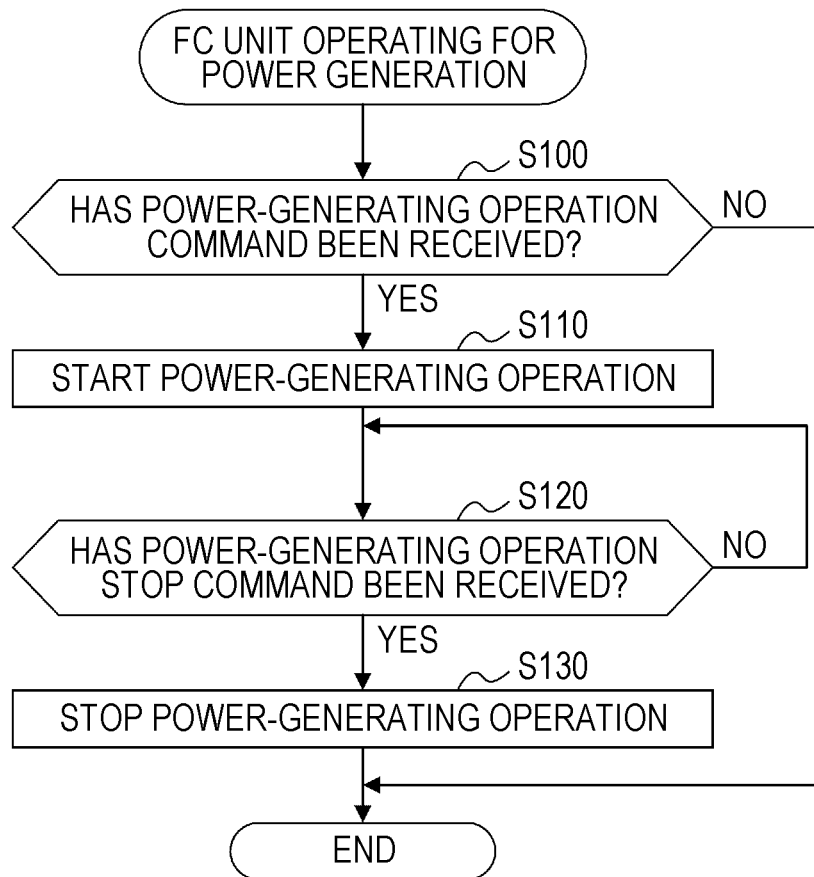 FC UNIT OPERATING FOR
POWER GENERATION
S100
HAS POWER-GENERATING OPERATION
COMMAND BEEN RECEIVED?
NO
YES
S110
START POWER-GENERATING OPERATION
S120
HAS POWER-GENERATING OPERATION
STOP COMMAND BEEN RECEIVED?
NO
YES
S130
STOP POWER-GENERATING OPERATION
END